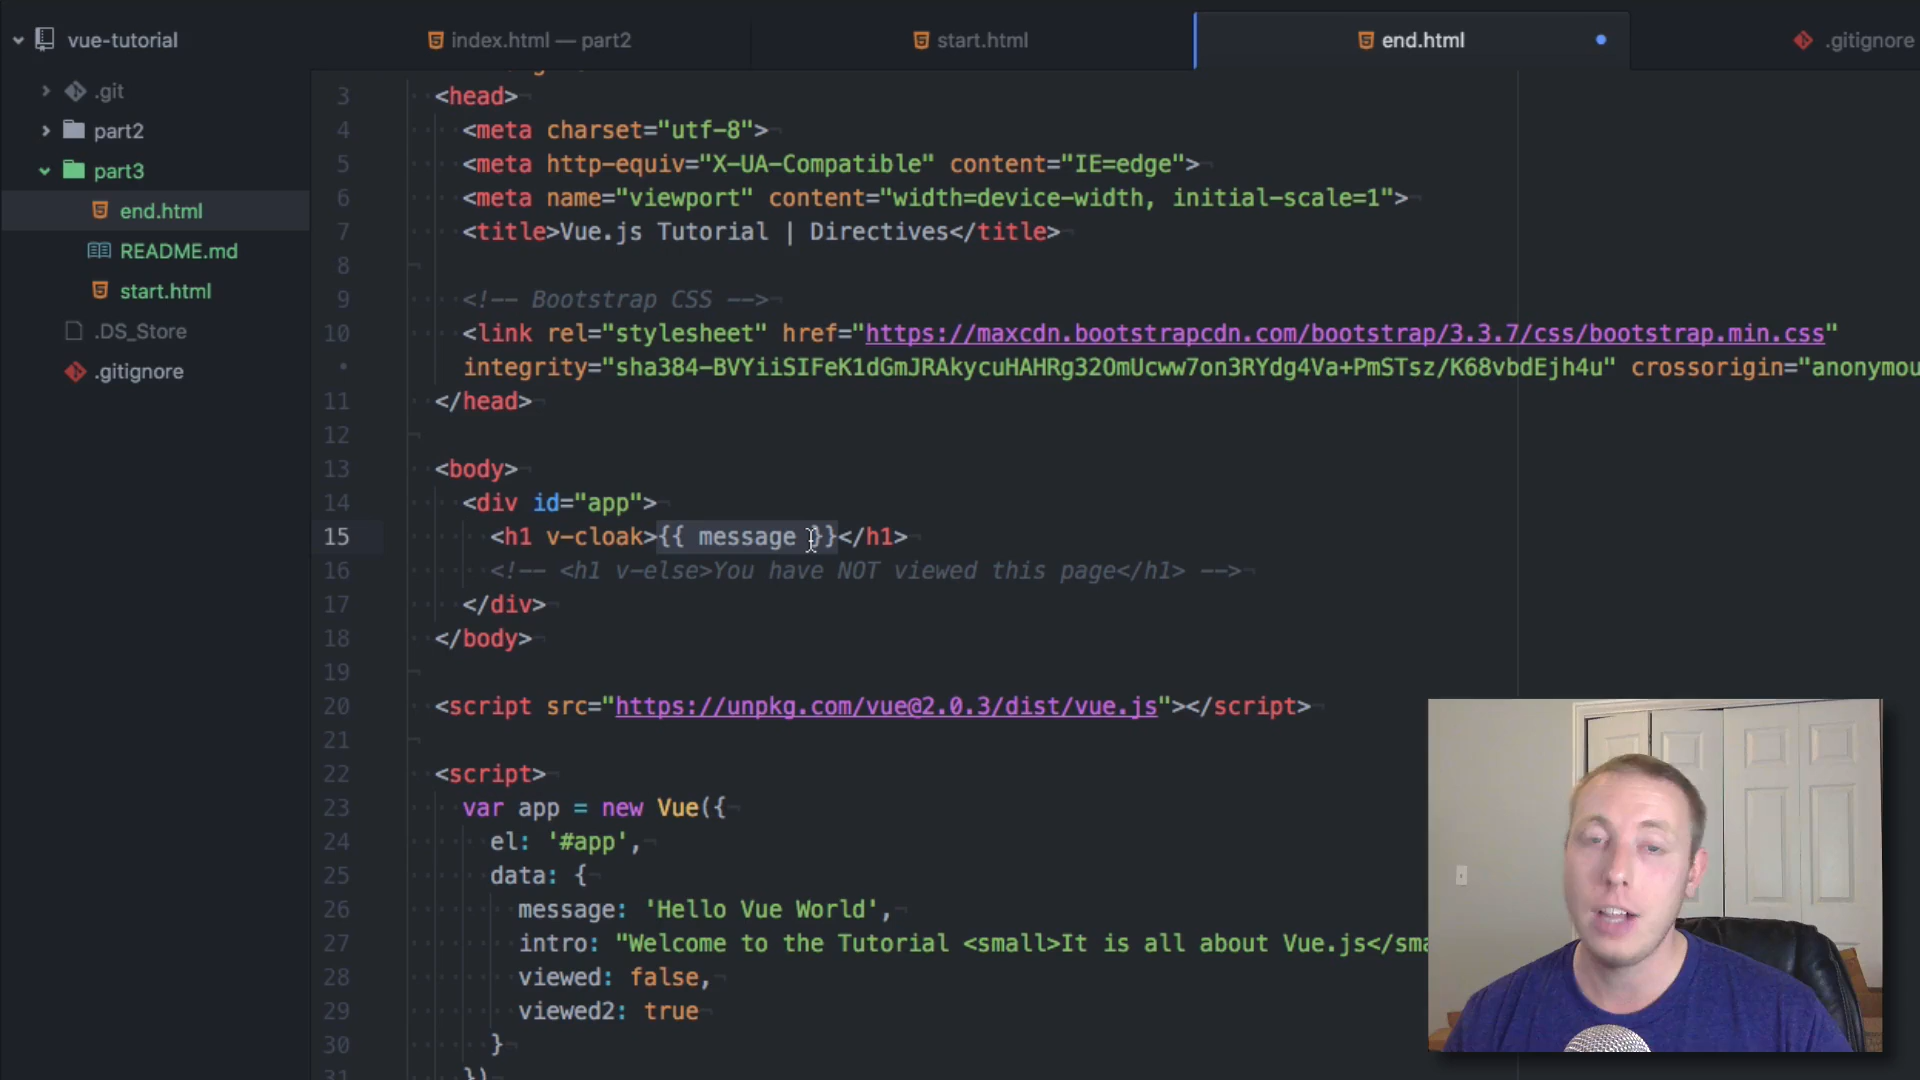 vue-tutorial
.git
part2
part3
end.html
README.md
start.html
.DS_Store
.gitignore
index.html — part2
start.html
end.html
.gitignore
3 <head>
4 <meta charset="utf-8">
5 <meta http-equiv="X-UA-Compatible" content="IE=edge">
6 <meta name="viewport" content="width=device-width, initial-scale=1">
7 <title>Vue.js Tutorial | Directives</title>
8
9 <!-- Bootstrap CSS -->
10 <link rel="stylesheet" href="https://maxcdn.bootstrapcdn.com/bootstrap/3.3.7/css/bootstrap.min.css"
integrity="sha384-BVYiiSIFeK1dGmJRAkycuHAHRg32OmUcww7on3RYdg4Va+PmSTsz/K68vbdEjh4u" crossorigin="anonymou
11 </head>
12
13 <body>
14 <div id="app">
15 <h1 v-cloak>{{ message }}</h1>
16 <!-- <h1 v-else>You have NOT viewed this page</h1> -->
17 </div>
18 </body>
19
20 <script src="https://unpkg.com/vue@2.0.3/dist/vue.js"></script>
21
22 <script>
23 var app = new Vue({
24 el: '#app',
25 data: {
26 message: 'Hello Vue World',
27 intro: "Welcome to the Tutorial <small>It is all about Vue.js</sma
28 viewed: false,
29 viewed2: true
30 }
31 })